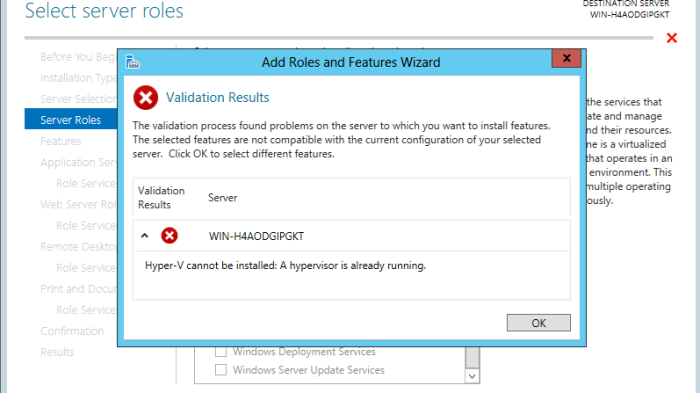 Select server roles
DESTINATION SERVER
WIN-H4AODGIPGKT
Before You Beg
Installation Type
Server Selection
Server Roles
Features
Application Ser
Role Service
Web Server Rol
Role Service
Remote Deskto
Role Service
Print and Docu
Role Service
Confirmation
Results
Add Roles and Features Wizard
x
Validation Results
The validation process found problems on the server to which you want to install features.
The selected features are not compatible with the current configuration of your selected
server. Click OK to select different features.
Validation
Results
Server
WIN-H4AODGIPGKT
Hyper-V cannot be installed: A hypervisor is already running.
OK
the services that
ate and manage
nd their resources.
ne is a virtualized
that operates in an
environment. This
multiple operating
ously.
Windows Deployment Services
Windows Server Update Services